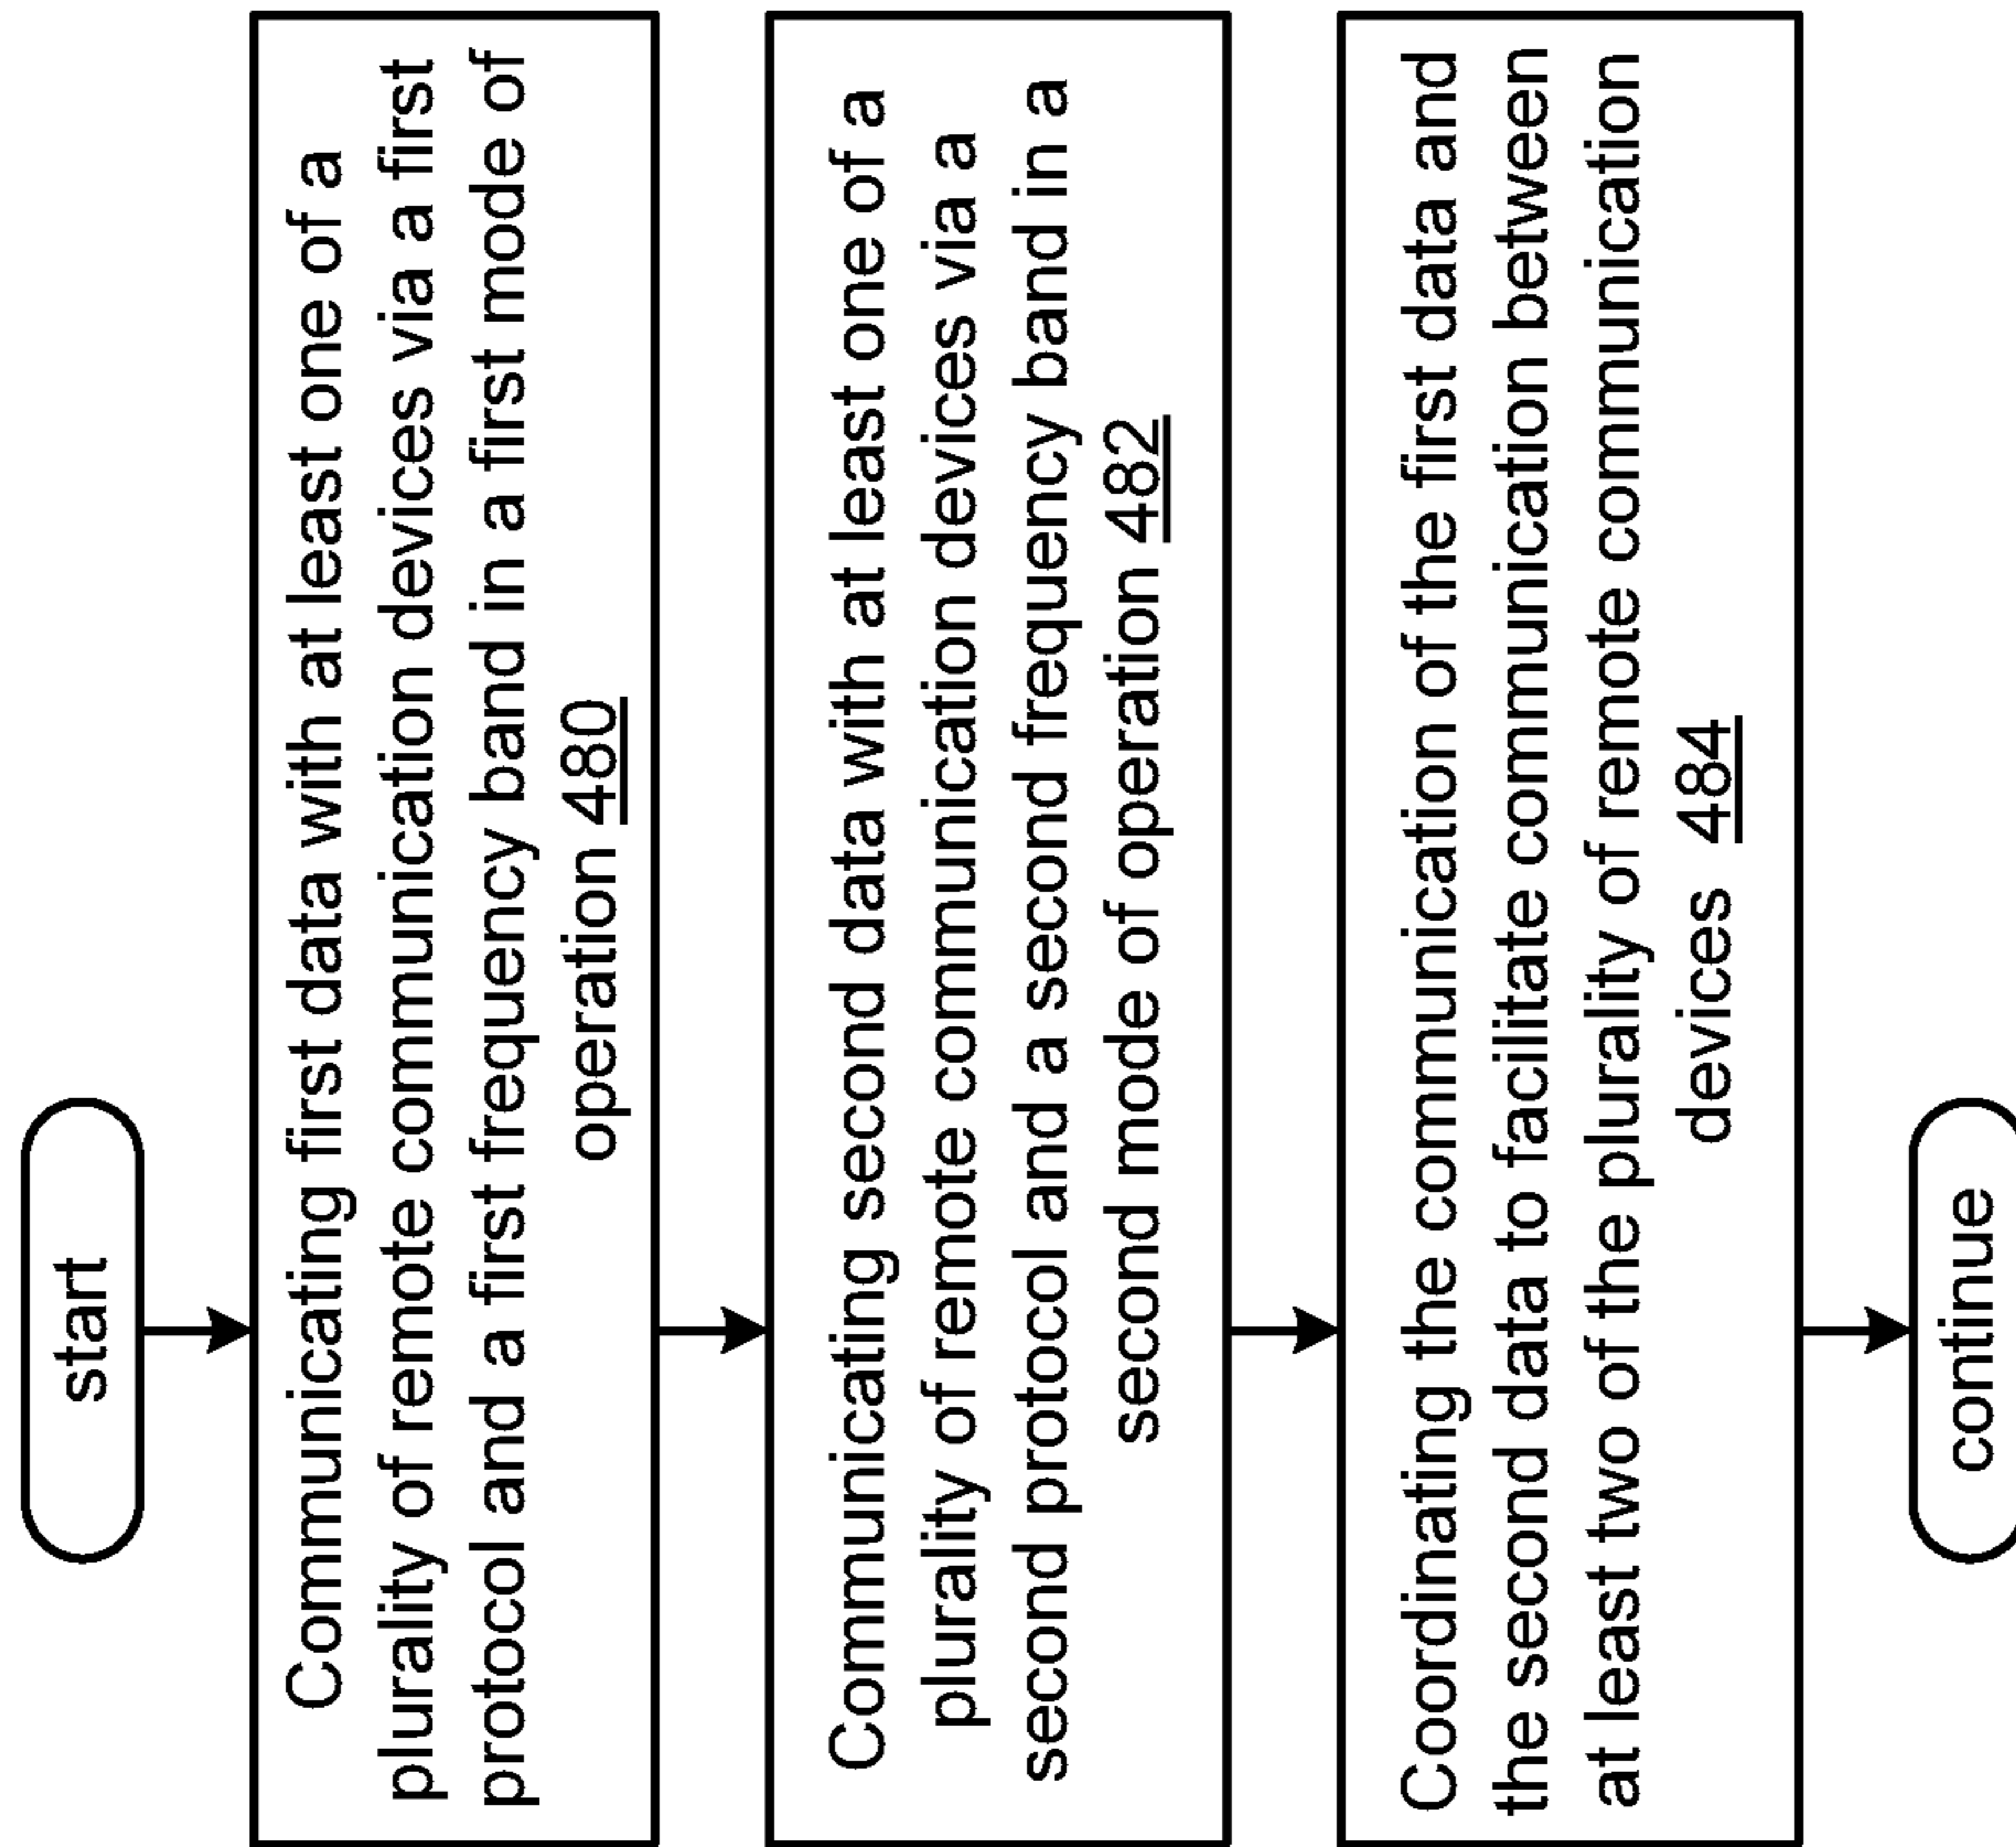 start
Communicating first data with at least one of a
plurality of remote communication devices via a first
protocol and a first frequency band in a first mode of
operation 480
Communicating second data with at least one of a
plurality of remote communication devices via a
second protocol and a second frequency band in a
second mode of operation 482
Coordinating the communication of the first data and
the second data to facilitate communication between
at least two of the plurality of remote communication
devices 484
continue